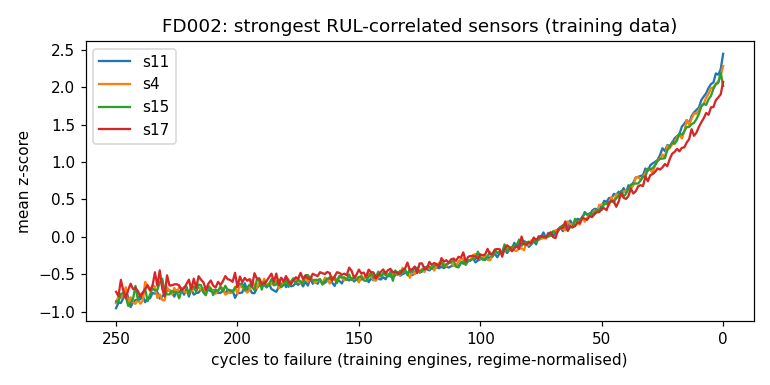 FD002: strongest RUL-correlated sensors (training data)
2.5
2.0
1.5
1.0
0.5
0.0
−0.5
−1.0
mean z-score
s11
s4
s15
s17
250
200
150
100
50
0
cycles to failure (training engines, regime-normalised)